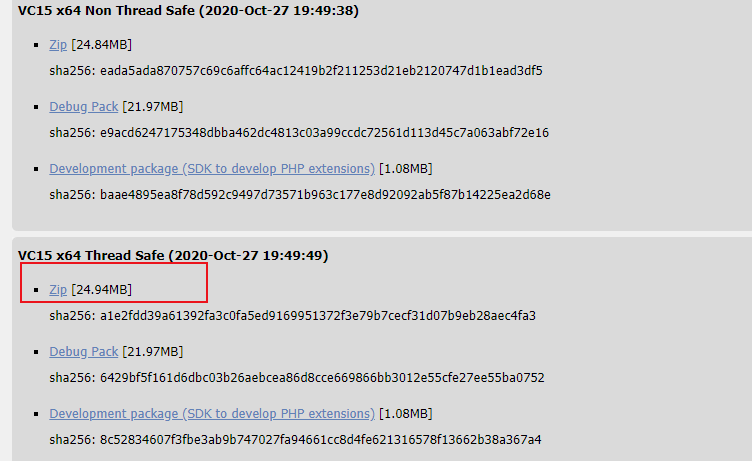 VC15 x64 Non Thread Safe (2020-Oct-27 19:49:38)
Zip [24.84MB]
sha256: eada5ada870757c69c6affc64ac12419b2f211253d21eb2120747d1b1ead3df5
Debug Pack [21.97MB]
sha256: e9acd6247175348dbba462dc4813c03a99ccdc72561d113d45c7a063abf72e16
Development package (SDK to develop PHP extensions) [1.08MB]
sha256: baae4895ea8f78d592c9497d73571b963c177e8d92092ab5f87b14225ea2d68e
VC15 x64 Thread Safe (2020-Oct-27 19:49:49)
Zip [24.94MB]
sha256: a1e2fdd39a61392fa3c0fa5ed9169951372f3e79b7cecf31d07b9eb28aec4fa3
Debug Pack [21.97MB]
sha256: 6429bf5f161d6dbc03b26aebcea86d8cce669866bb3012e55cfe27ee55ba0752
Development package (SDK to develop PHP extensions) [1.08MB]
sha256: 8c52834607f3fbe3ab9b747027fa94661cc8d4fe621316578f13662b38a367a4